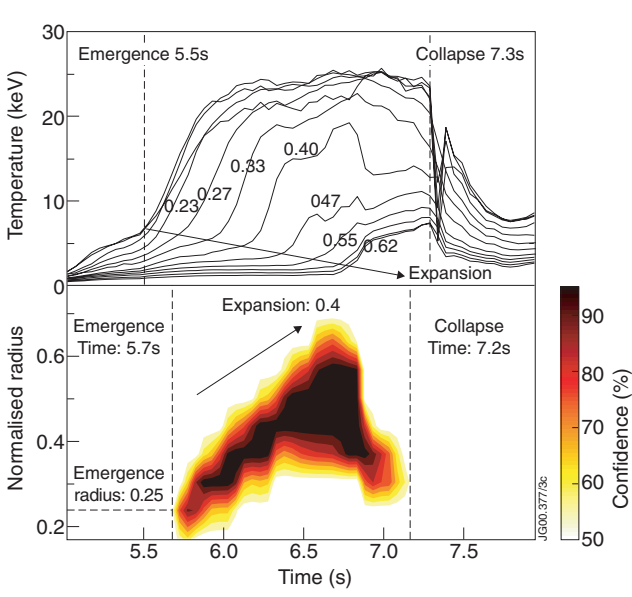 30
Emergence 5.5s
Collapse 7.3s
20
Temperature (keV)
0.40
0.33
0.27
0.23
10
047
0.55
0.62
Expansion
0
Expansion: 0.4
Emergence
Time: 5.7s
Collapse
Time: 7.2s
0.6
Normalised radius
0.4
Emergence
radius: 0.25
0.2
5.5
6.0
6.5
7.0
7.5
Time (s)
JG00.377/3c
90
80
70
60
50
Confidence (%)